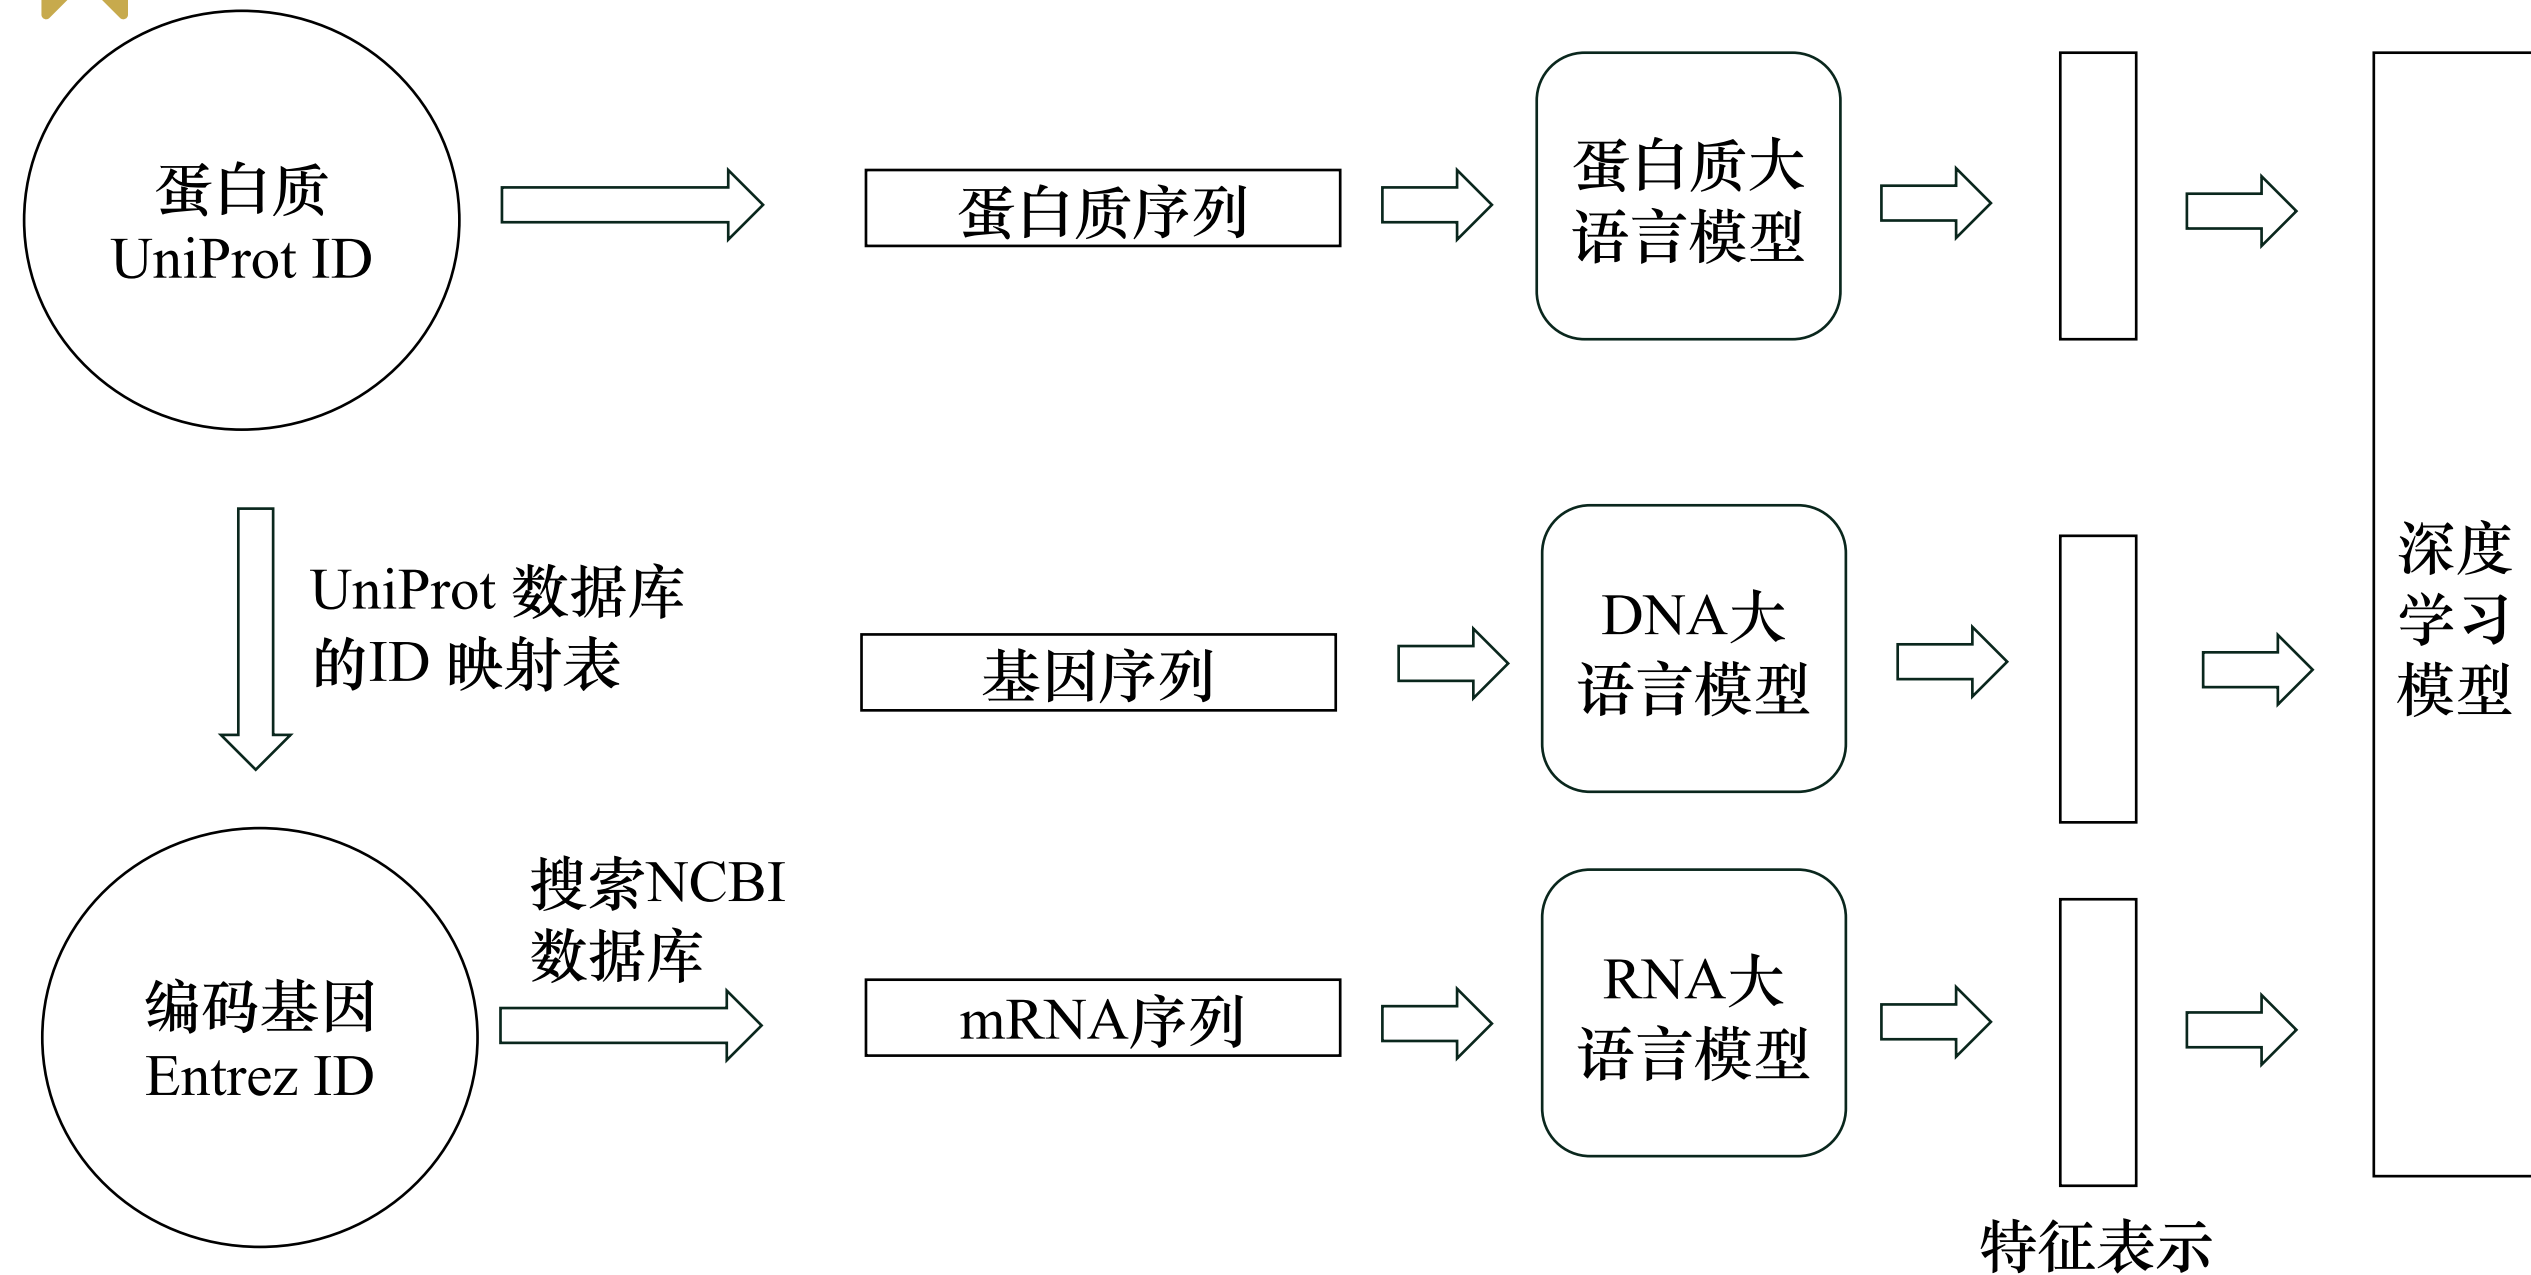 蛋白质
UniProt ID
蛋白质序列
蛋白质大
语言模型
UniProt 数据库
的ID 映射表
基因序列
DNA大
语言模型
深度
学习
模型
编码基因
Entrez ID
搜索NCBI
数据库
mRNA序列
RNA大
语言模型
特征表示